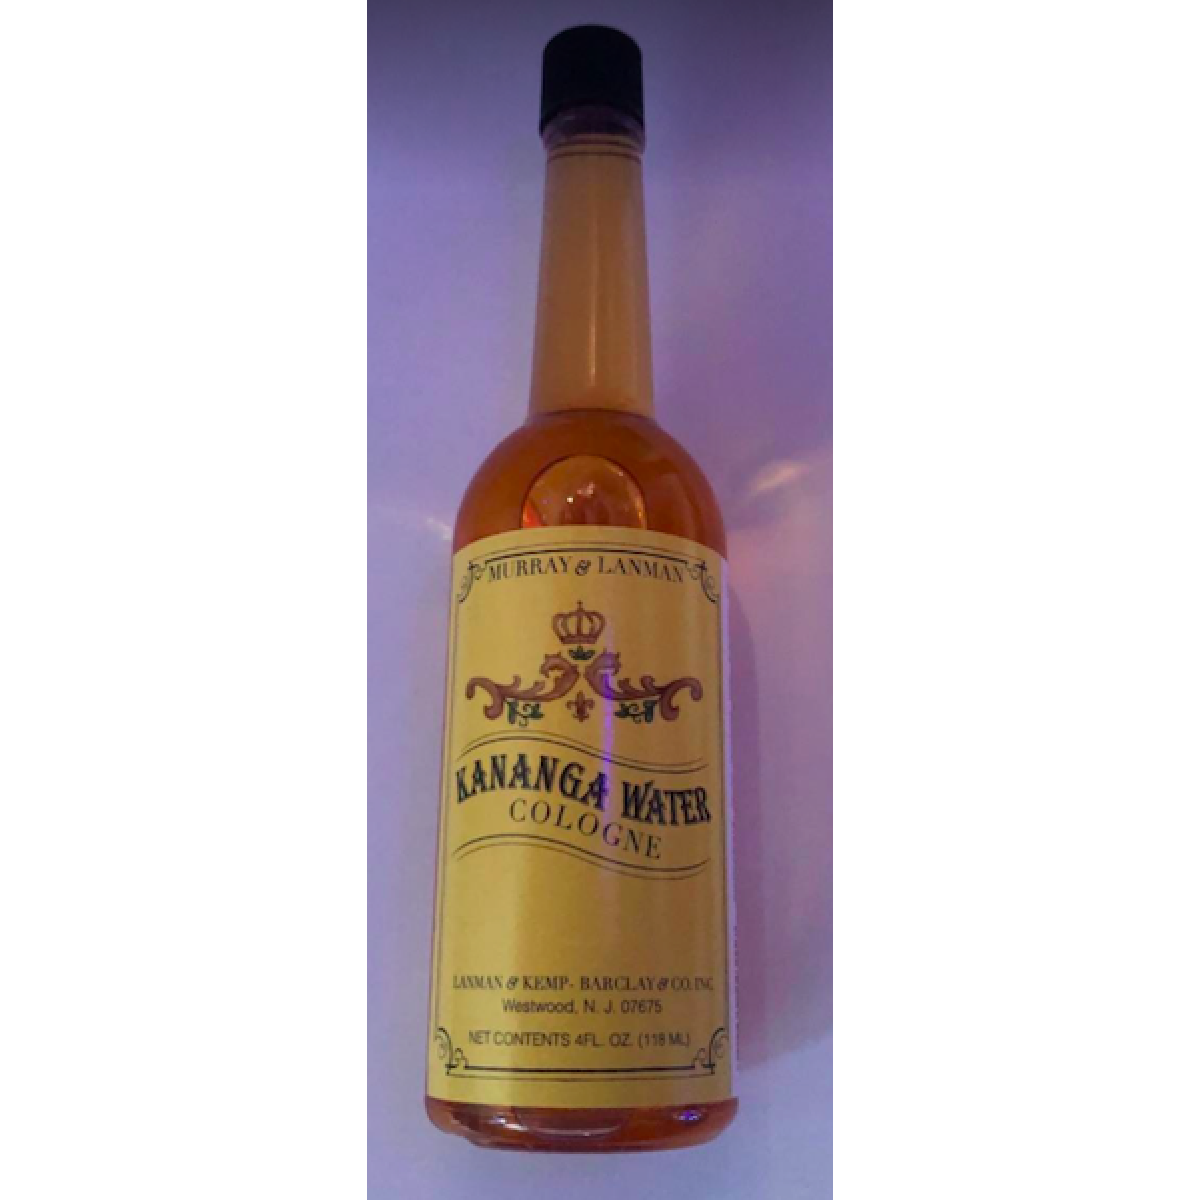 MURRAY & LANMAN
KANANGA WATER
COLOGNE
LANMAN & KEMP- BARCLAY & CO. INC.
Westwood, N. J. 07675
NET CONTENTS 4FL. OZ. (118 ML)